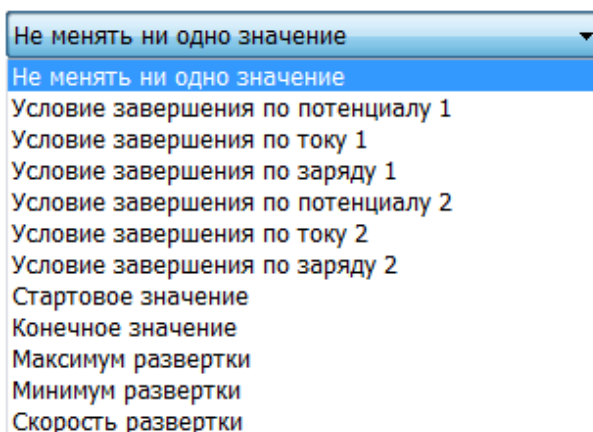 Не менять ни одно значение
Не менять ни одно значение
Условие завершения по потенциалу 1
Условие завершения по току 1
Условие завершения по заряду 1
Условие завершения по потенциалу 2
Условие завершения по току 2
Условие завершения по заряду 2
Стартовое значение
Конечное значение
Максимум развертки
Минимум развертки
Скорость развертки